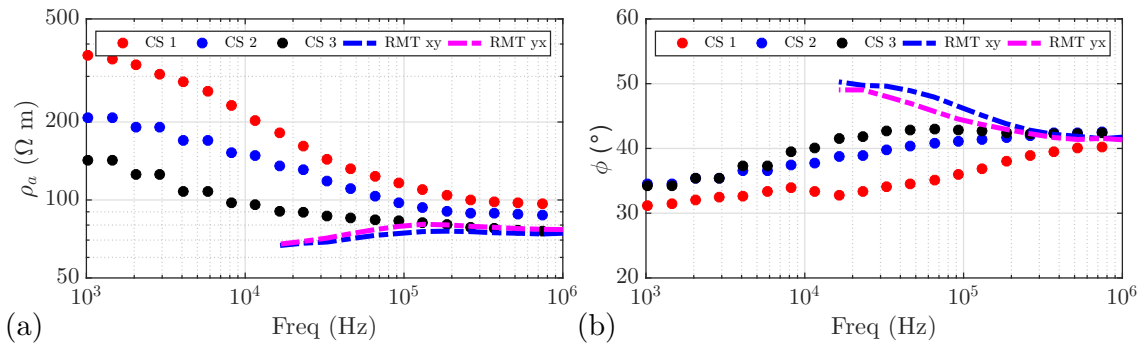 500
200
100
50
ρₐ (Ω m)
CS 1 CS 2 CS 3 RMT xy RMT yx
10³ 10⁴ 10⁵ 10⁶
Freq (Hz)
(a)
60
50
40
30
20
ϕ (°)
CS 1 CS 2 CS 3 RMT xy RMT yx
10³ 10⁴ 10⁵ 10⁶
Freq (Hz)
(b)